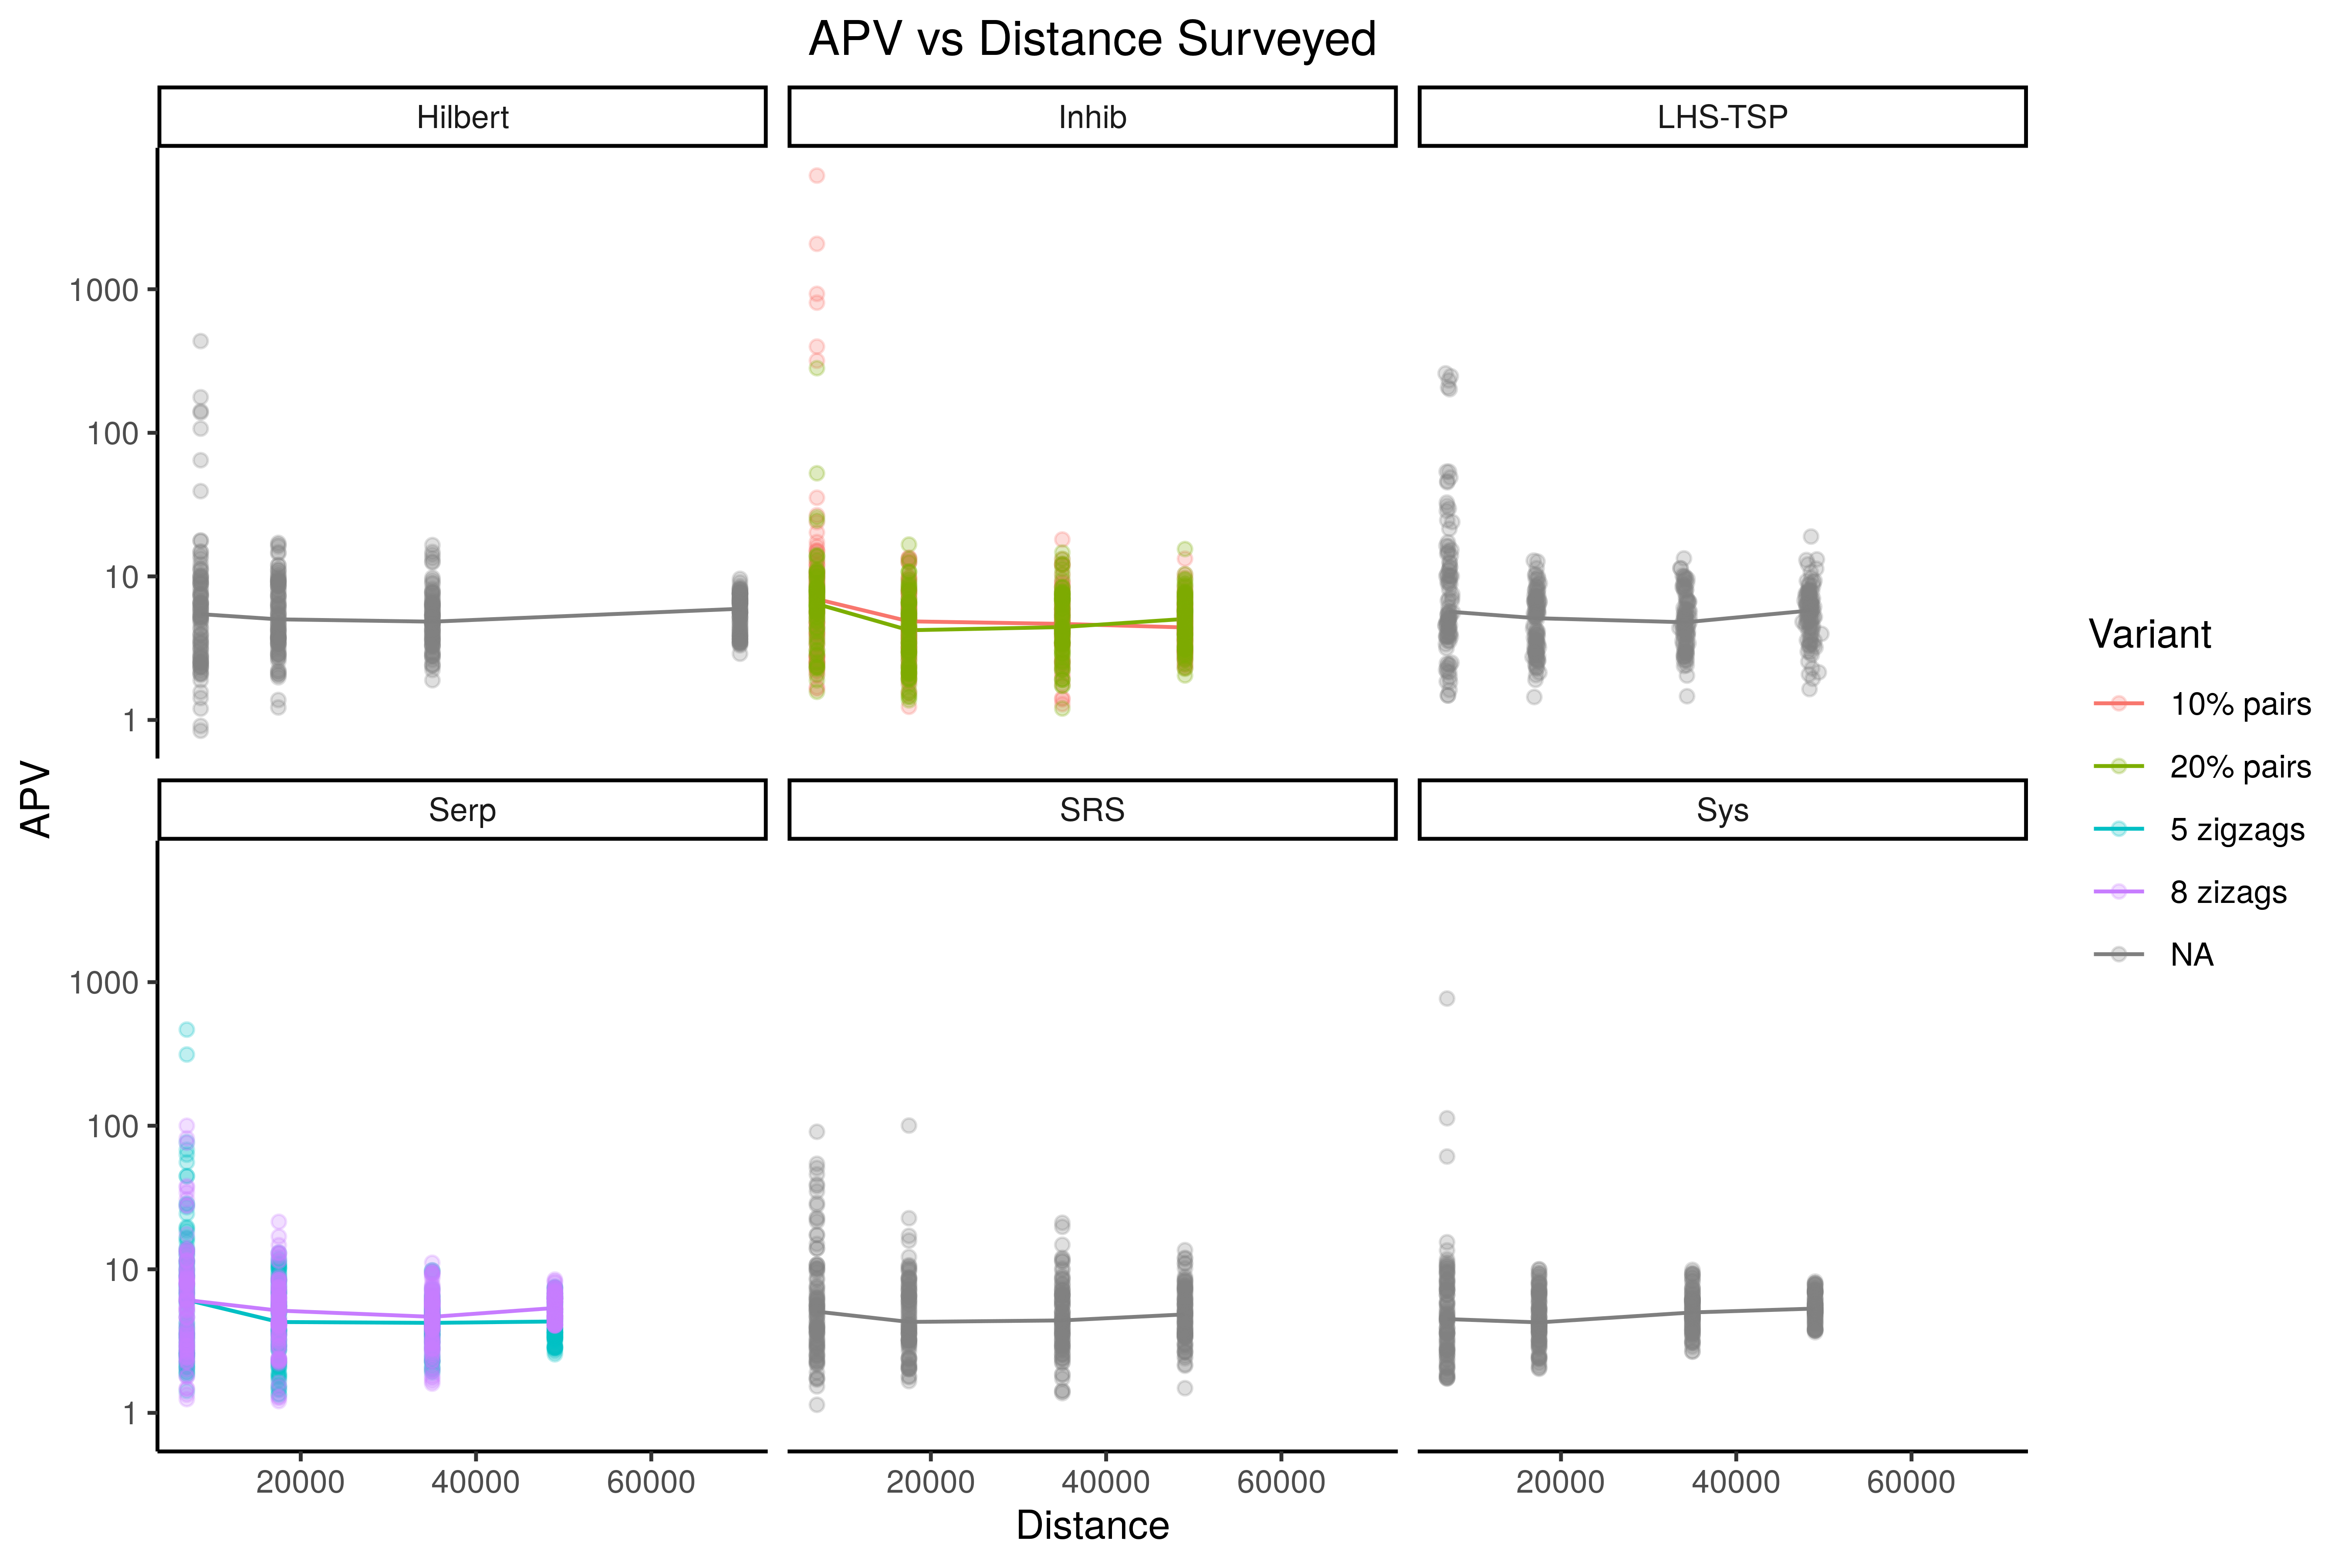 APV vs Distance Surveyed
Hilbert
Inhib
LHS-TSP
1000
100
10
1
APV
Serp
SRS
Sys
1000
100
10
1
20000
40000
60000
20000
40000
60000
20000
40000
60000
Distance
Variant
10% pairs
20% pairs
5 zigzags
8 zizags
NA